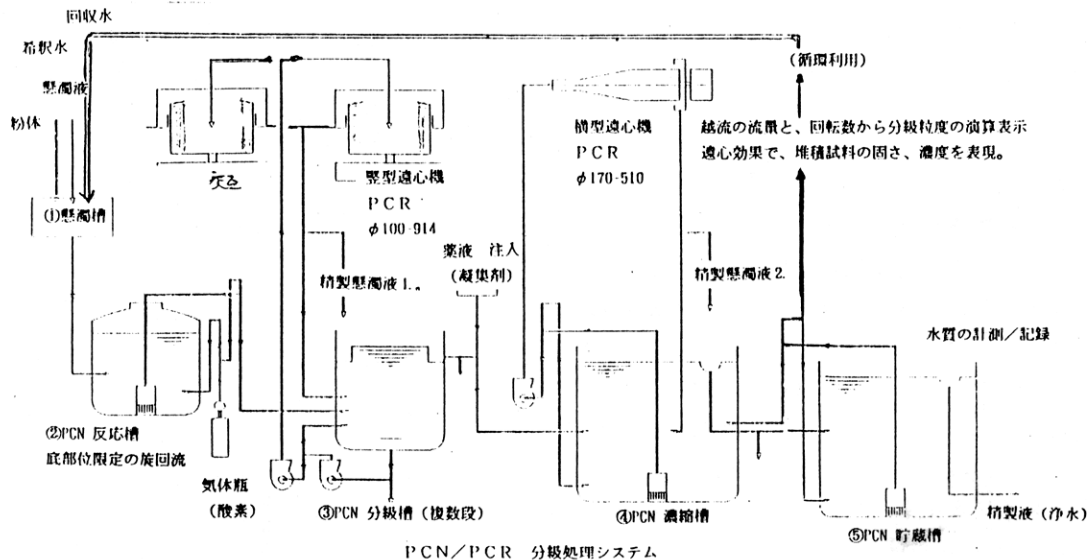 回収水
希釈水
懸濁液
粉体
①懸濁槽
竪型遠心機
PCR
φ100-914
横型遠心機
PCR
φ170-510
(循環利用)
越流の流量と、回転数から分級粒度の演算表示
遠心効果で、堆積試料の固さ、濃度を表現。
薬液 注入
(凝集剤)
精製懸濁液1.
精製懸濁液2.
水質の計測/記録
②PCN 反応槽
底部位限定の旋回流
気体瓶
(酸素)
③PCN 分級槽(複数段)
④PCN 濃縮槽
⑤PCN 貯蔵槽
精製液(浄水)
PCN/PCR 分級処理システム